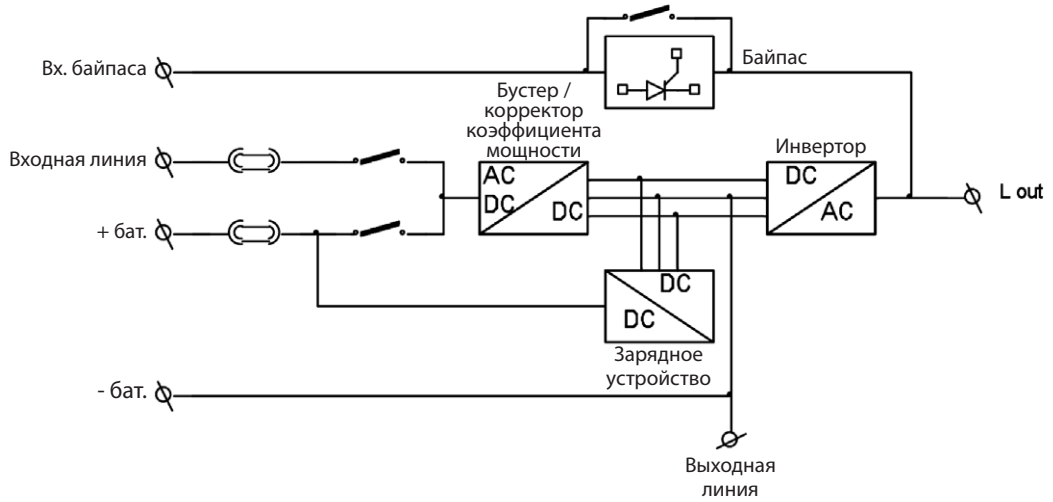 Вх. байпаса
Байпас
Бустер /
корректор
коэффициента
мощности
Входная линия
Инвертор
AC
DC
DC
DC
AC
L out
+ бат.
DC
DC
Зарядное
устройство
- бат.
Выходная
линия